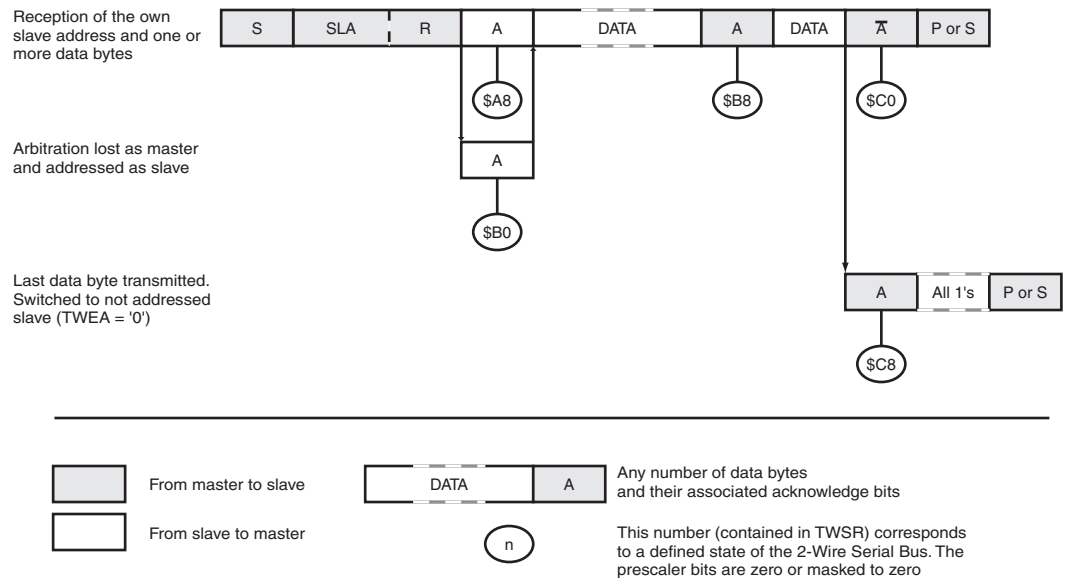 Reception of the own
slave address and one or
more data bytes
S SLA R A DATA A DATA A̅ P or S
$A8 $B8 $C0
Arbitration lost as master
and addressed as slave
A
$B0
Last data byte transmitted.
Switched to not addressed
slave (TWEA = '0')
A All 1's P or S
$C8
From master to slave
DATA A
Any number of data bytes
and their associated acknowledge bits
From slave to master
n
This number (contained in TWSR) corresponds
to a defined state of the 2-Wire Serial Bus. The
prescaler bits are zero or masked to zero